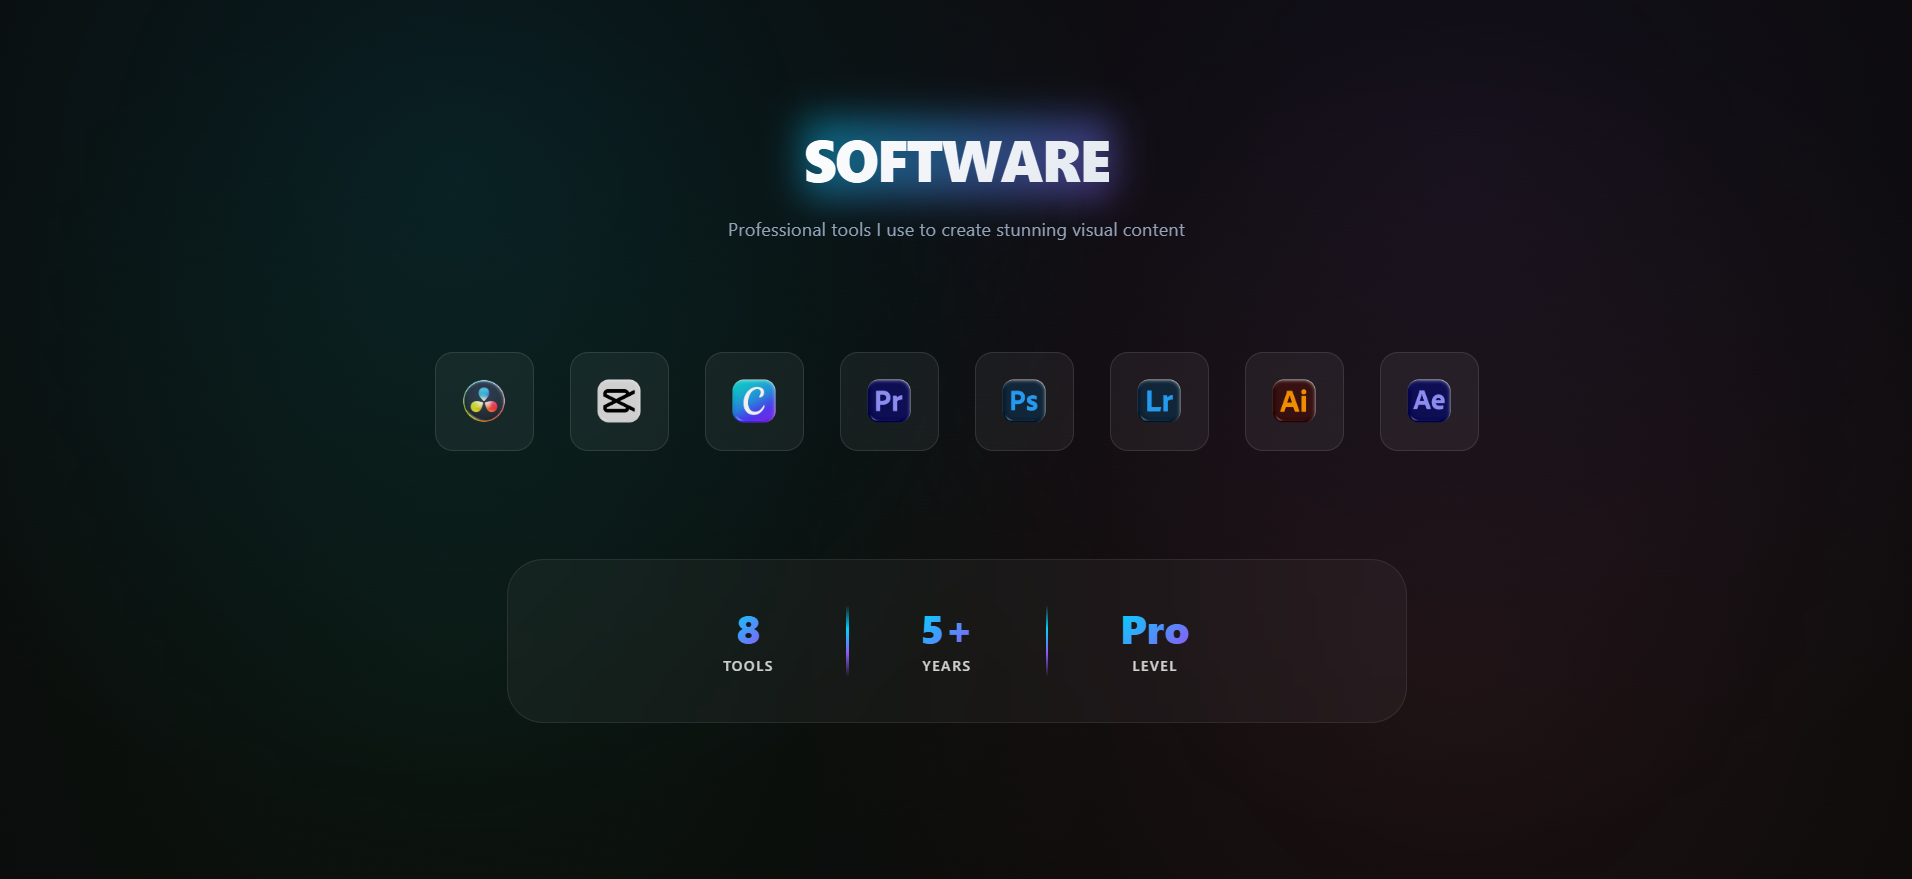 SOFTWARE
Professional tools I use to create stunning visual content
C Pr Ps Lr Ai Ae
8 5+ Pro
TOOLS YEARS LEVEL